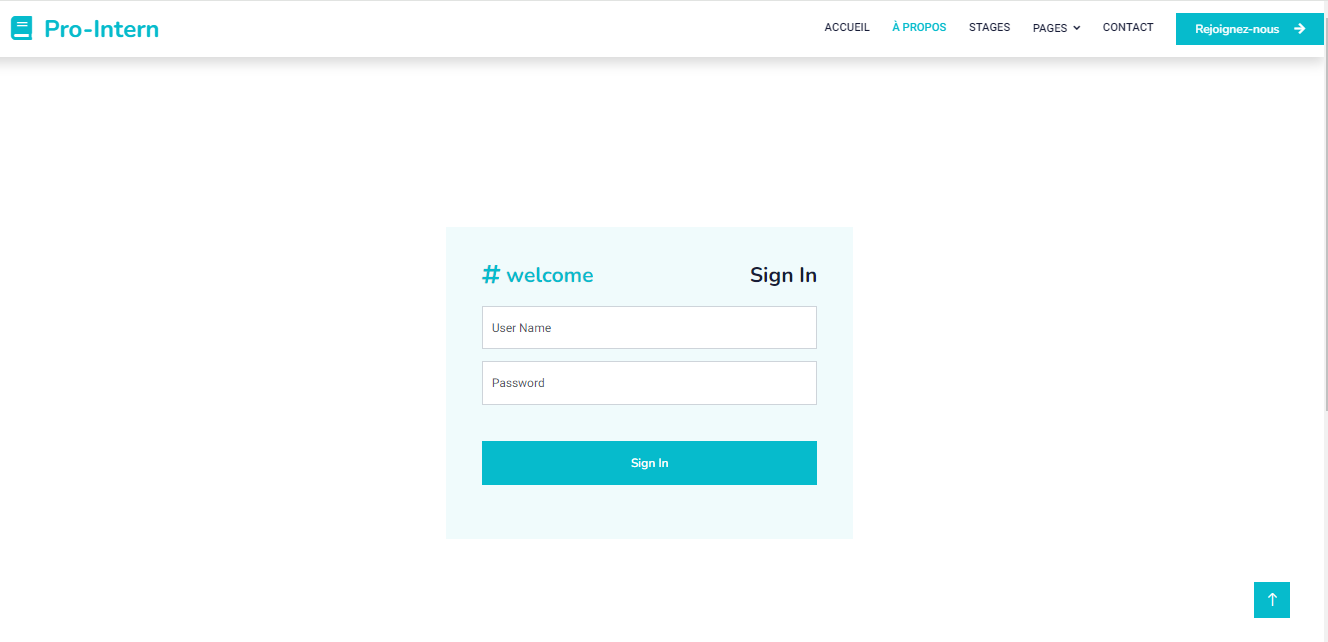 Pro-Intern
ACCUEIL À PROPOS STAGES PAGES CONTACT Rejoignez-nous
# welcome Sign In
User Name
Password
Sign In